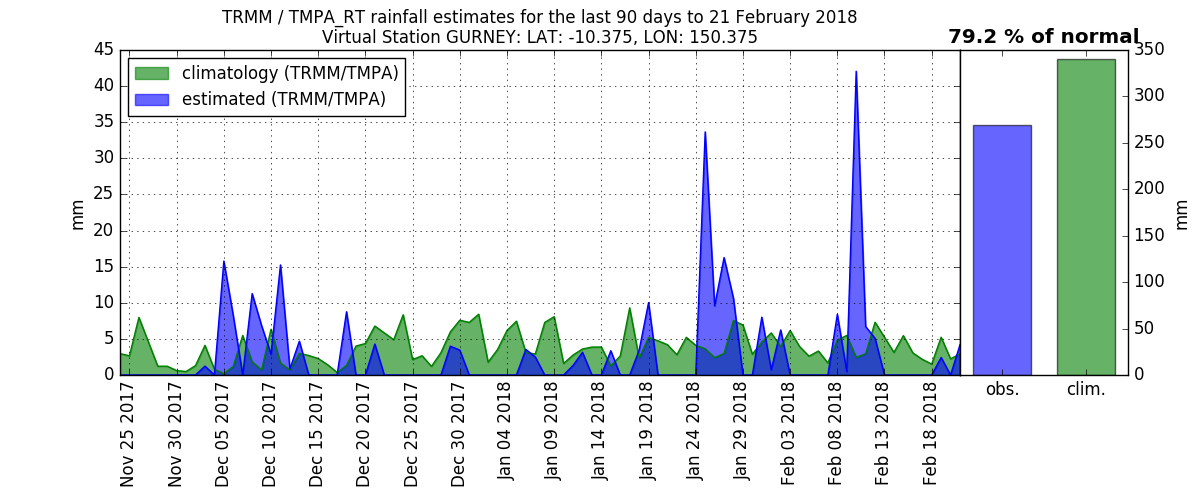 TRMM / TMPA_RT rainfall estimates for the last 90 days to 21 February 2018
Virtual Station GURNEY: LAT: -10.375, LON: 150.375
79.2 % of normal
climatology (TRMM/TMPA)
estimated (TRMM/TMPA)
mm
45
40
35
30
25
20
15
10
5
0
Nov 25 2017
Nov 30 2017
Dec 05 2017
Dec 10 2017
Dec 15 2017
Dec 20 2017
Dec 25 2017
Dec 30 2017
Jan 04 2018
Jan 09 2018
Jan 14 2018
Jan 19 2018
Jan 24 2018
Jan 29 2018
Feb 03 2018
Feb 08 2018
Feb 13 2018
Feb 18 2018
350
300
250
200
150
100
50
0
mm
obs.
clim.